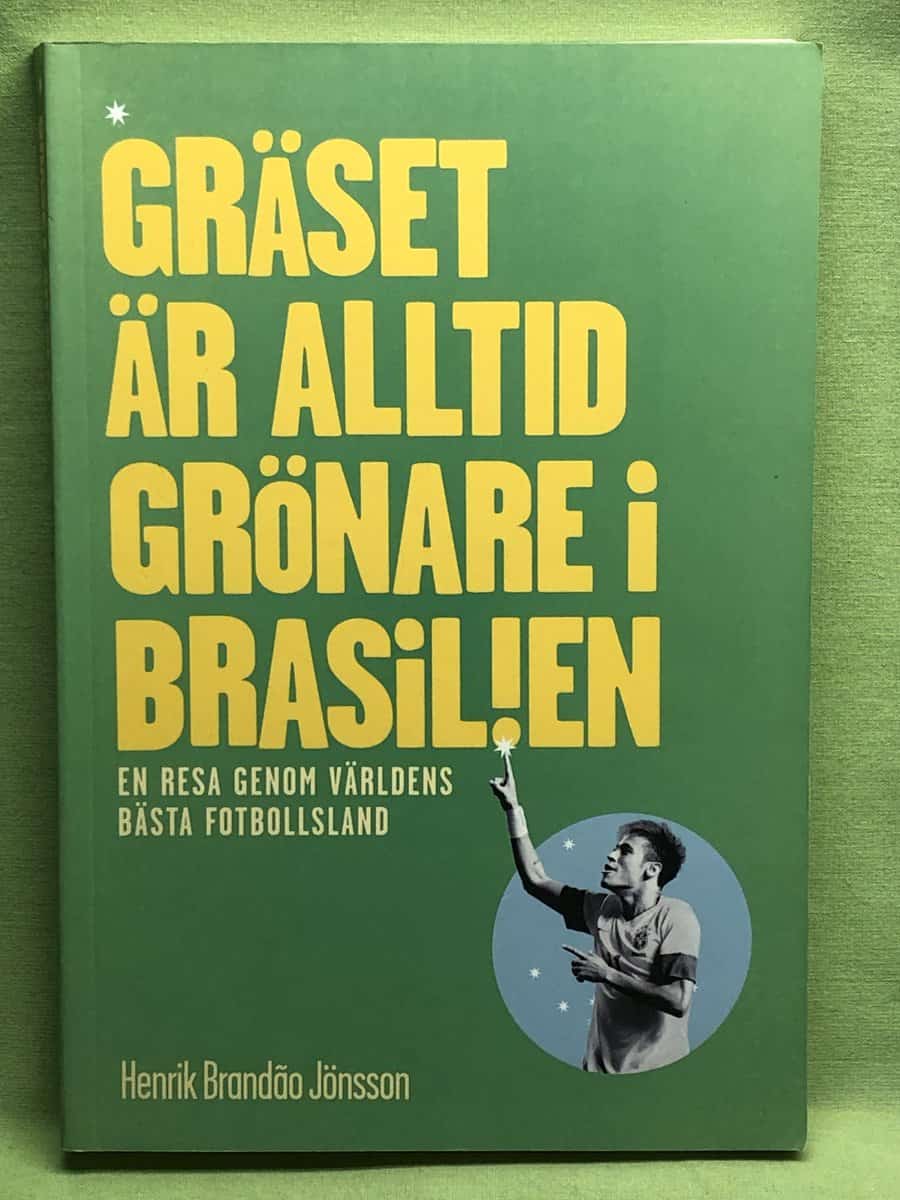 GRÄSET
ÄR ALLTID
GRÖNARE i
BRASiL!EN
EN RESA GENOM VÄRLDENS
BÄSTA FOTBOLLSLAND
Henrik Brandão Jönsson